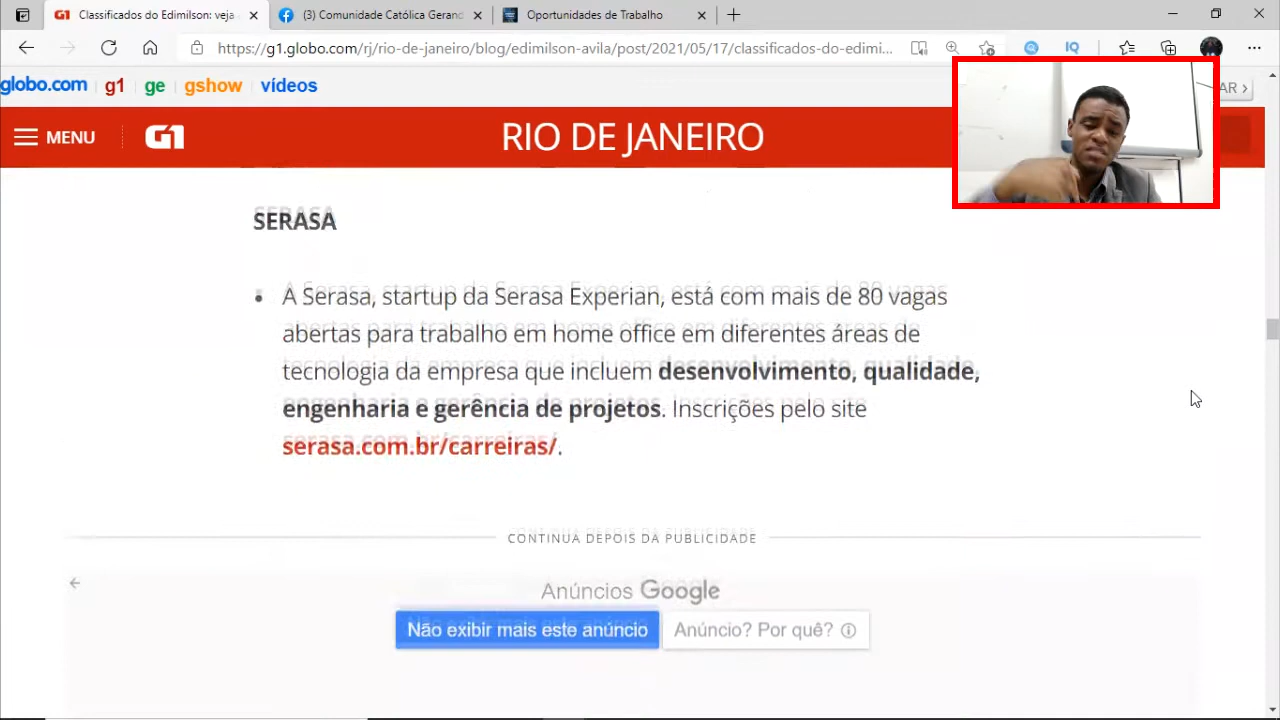 Classificados do Edimilson: veja
(3) Comunidade Católica Gerand
Oportunidades de Trabalho
https://g1.globo.com/rj/rio-de-janeiro/blog/edimilson-avila/post/2021/05/17/classificados-do-edimi...
globo.com g1 ge gshow vídeos
AR
MENU G1 RIO DE JANEIRO
SERASA
• A Serasa, startup da Serasa Experian, está com mais de 80 vagas
abertas para trabalho em home office em diferentes áreas de
tecnologia da empresa que incluem desenvolvimento, qualidade,
engenharia e gerência de projetos. Inscrições pelo site
serasa.com.br/carreiras/.
CONTINUA DEPOIS DA PUBLICIDADE
Anúncios Google
Não exibir mais este anúncio
Anúncio? Por quê?